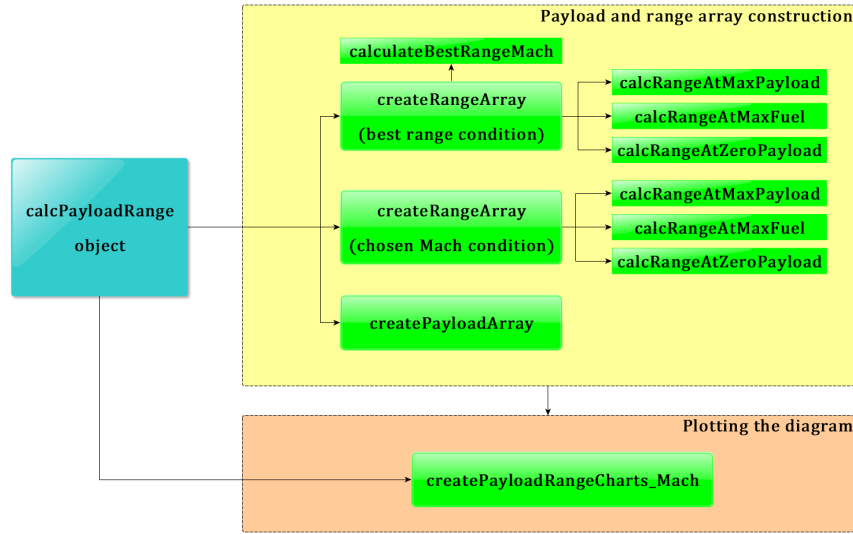 Payload and range array construction
calculateBestRangeMach
createRangeArray
(best range condition)
calcRangeAtMaxPayload
calcRangeAtMaxFuel
calcRangeAtZeroPayload
calcPayloadRange
object
createRangeArray
(chosen Mach condition)
calcRangeAtMaxPayload
calcRangeAtMaxFuel
calcRangeAtZeroPayload
createPayloadArray
Plotting the diagram
createPayloadRangeCharts_Mach